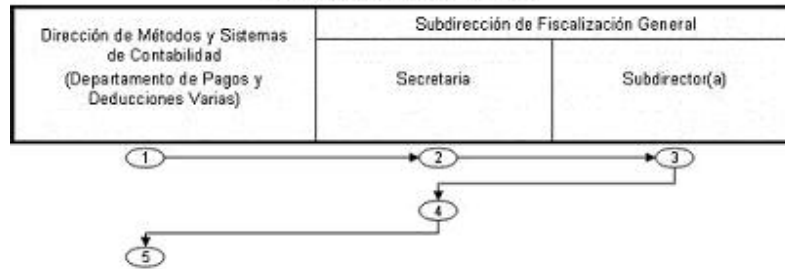 Dirección de Métodos y Sistemas
de Contabilidad
(Departamento de Pagos y
Deducciones Varias)
Subdirección de Fiscalización General
Secretaria
Subdirector(a)
1
2
3
4
5